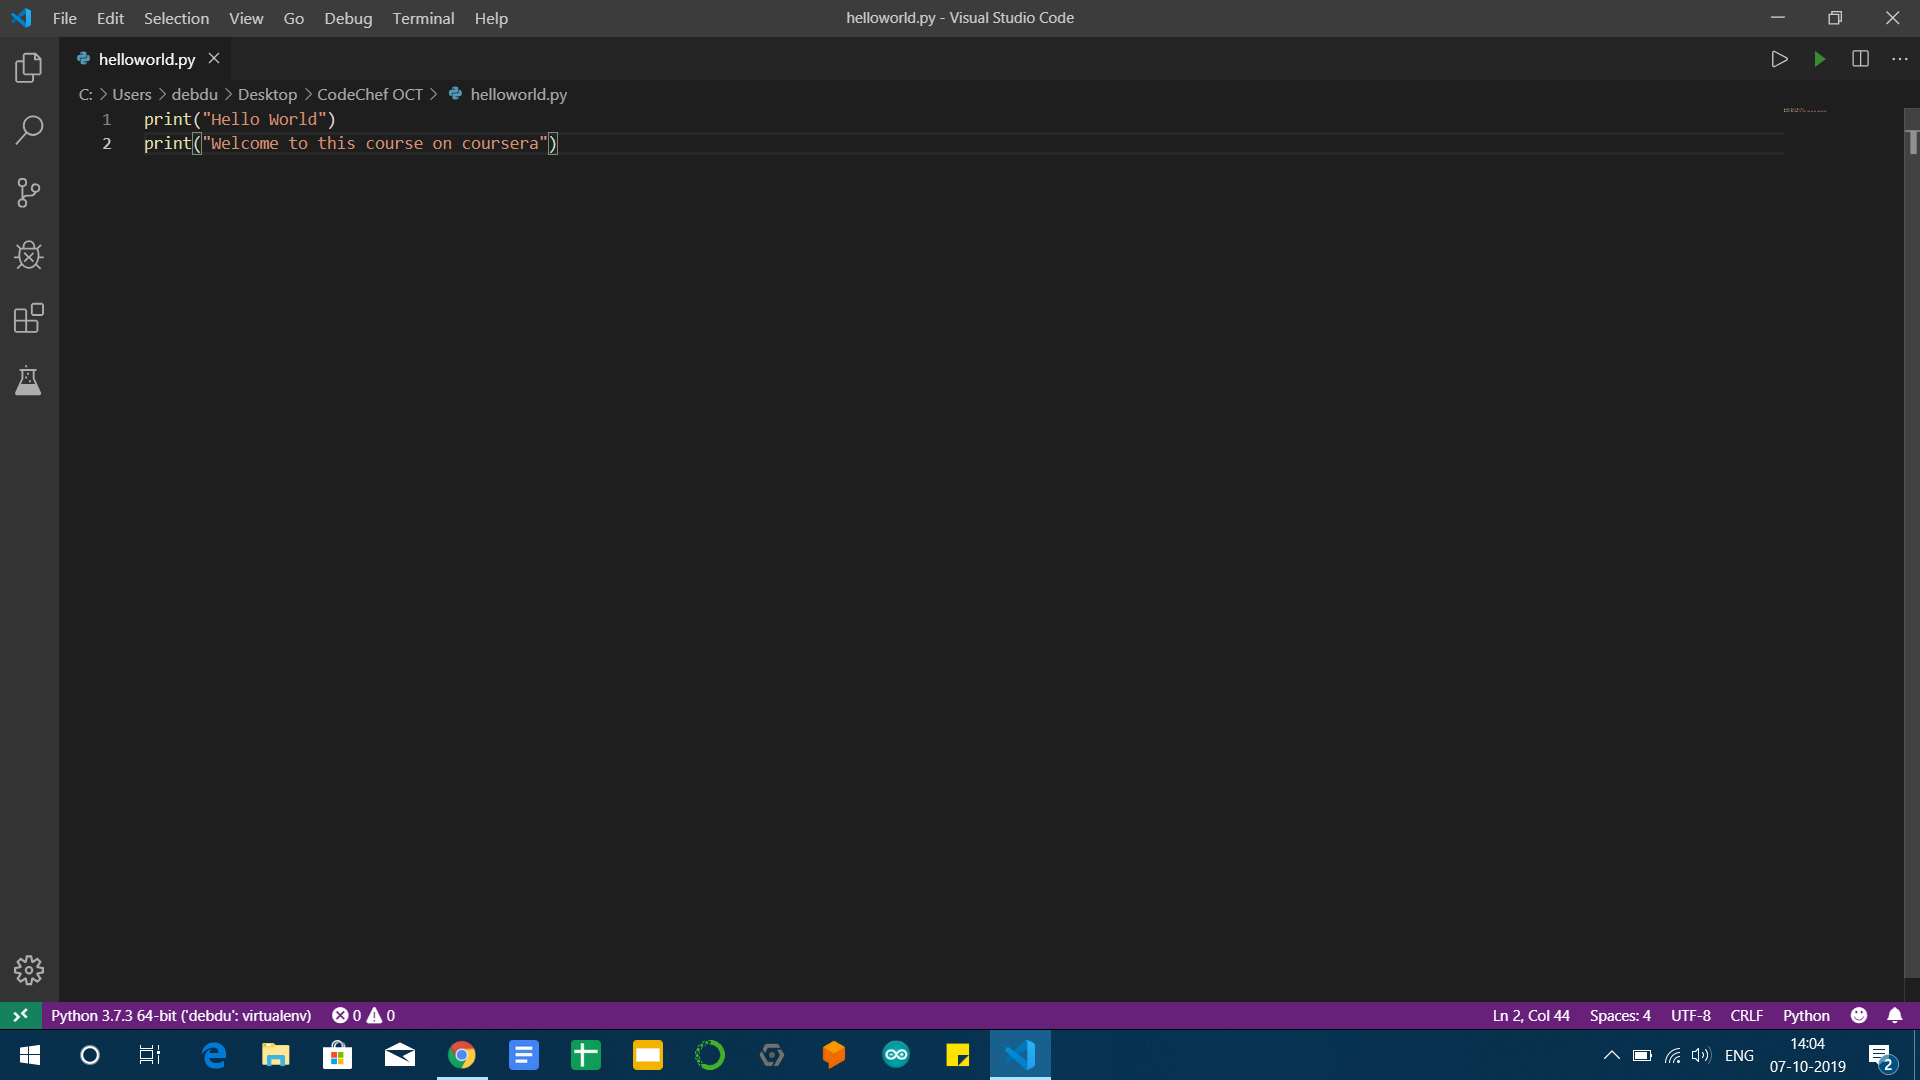 File Edit Selection View Go Debug Terminal Help
helloworld.py - Visual Studio Code
helloworld.py
C: > Users > debdu > Desktop > CodeChef OCT > helloworld.py
1 print("Hello World")
2 print("Welcome to this course on coursera")
Python 3.7.3 64-bit ('debdu': virtualenv) 0 0 Ln 2, Col 44 Spaces: 4 UTF-8 CRLF Python
ENG
14:04
07-10-2019
2